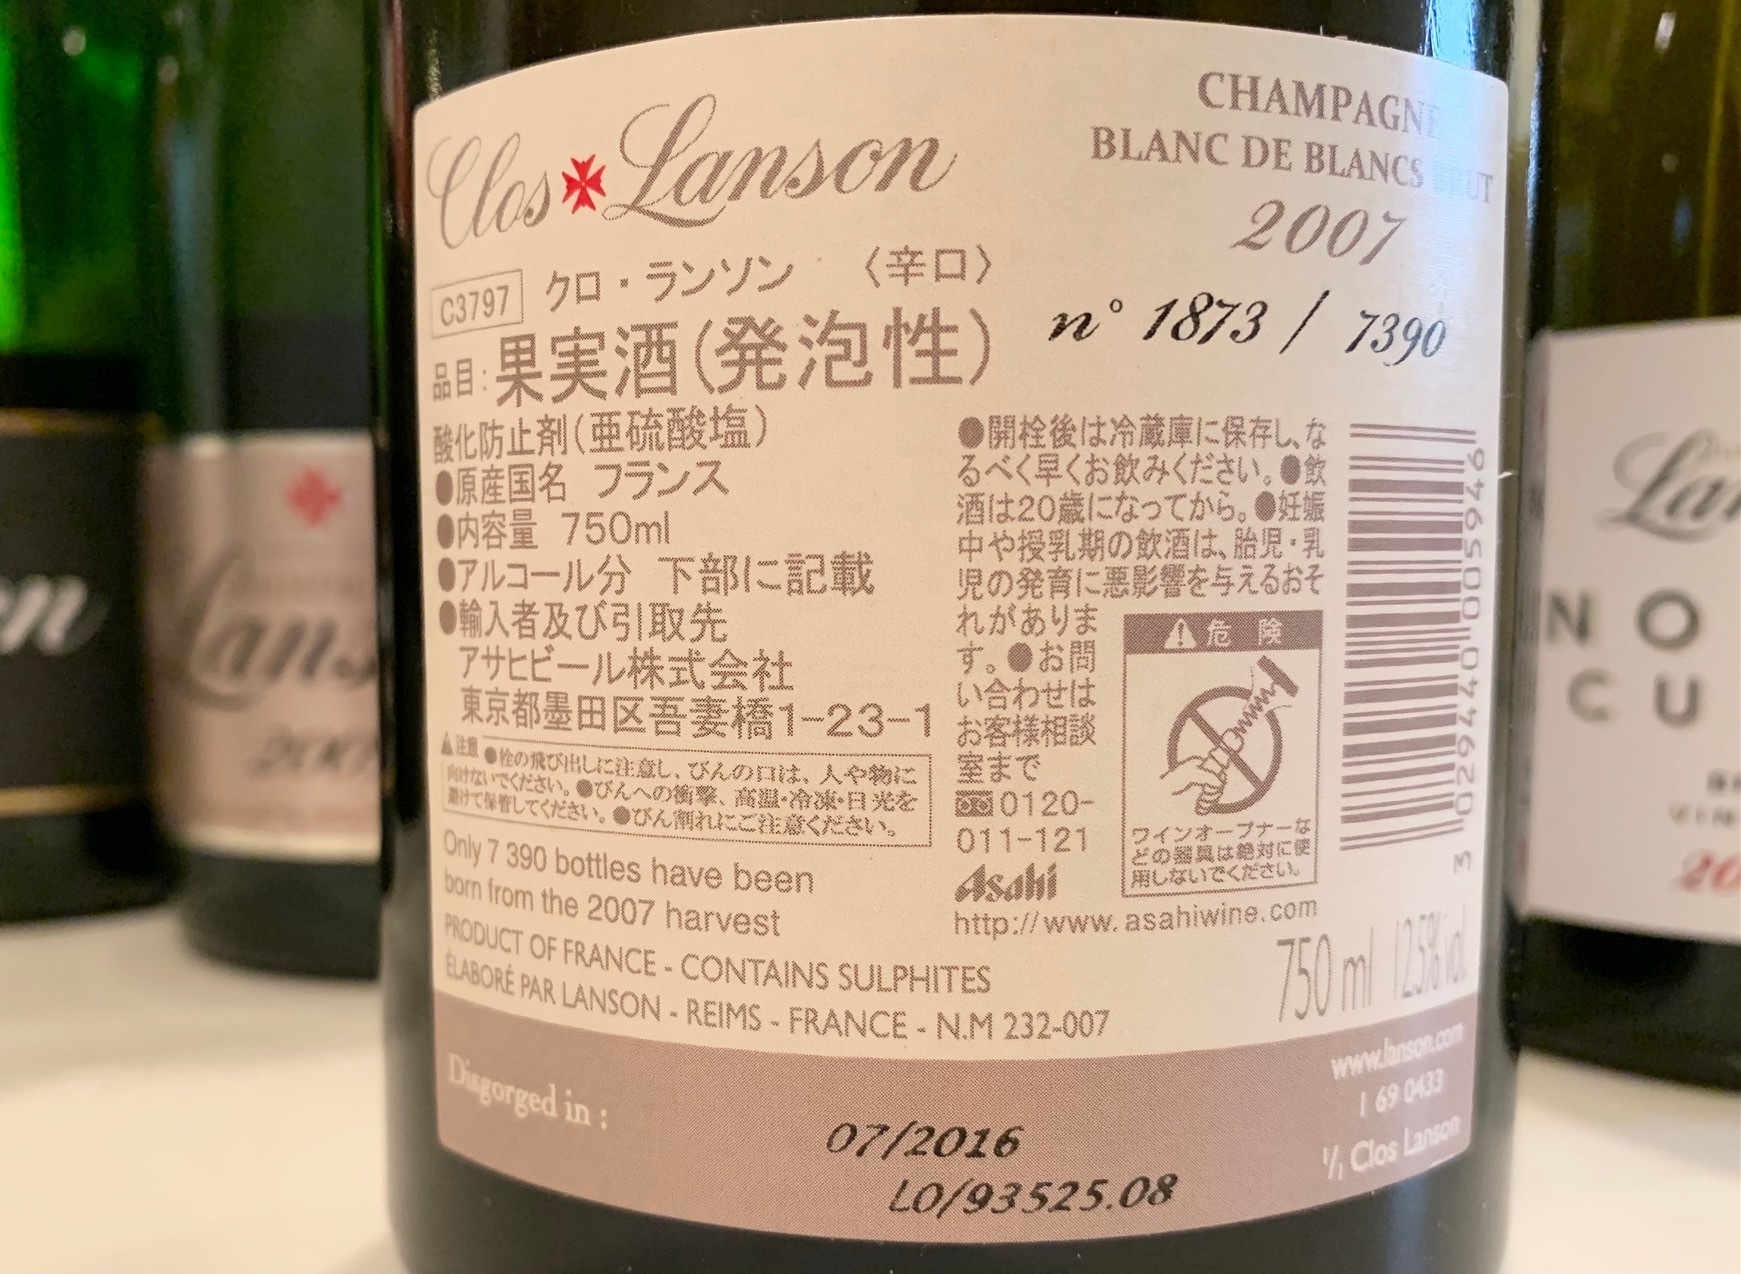 Clos Lanson
CHAMPAGNE
BLANC DE BLANCS BRUT
2007
n° 1873 / 7390
C3797 クロ・ランソン 〈辛口〉
品目:果実酒(発泡性)
酸化防止剤(亜硫酸塩)
●原産国名 フランス
●内容量 750ml
●アルコール分 下部に記載
●輸入者及び引取先
アサヒビール株式会社
東京都墨田区吾妻橋1-23-1
⚠注意 ●栓の飛び出しに注意し、びんの口は、人や物に
向けないでください。●びんへの衝撃、高温・冷凍・日光を
避けて保管してください。●びん割れにご注意ください。
Only 7 390 bottles have been
born from the 2007 harvest
PRODUCT OF FRANCE - CONTAINS SULPHITES
ÉLABORÉ PAR LANSON - REIMS - FRANCE - N.M 232-007
●開栓後は冷蔵庫に保存し、な
るべく早くお飲みください。●飲
酒は20歳になってから。●妊娠
中や授乳期の飲酒は、胎児・乳
児の発育に悪影響を与えるおそ
れがありま
す。●お問
い合わせは
お客様相談
室まで
0120-
011-121
Asahi
http://www.asahiwine.com
⚠危険
ワインオープナーな
どの器具は絶対に使
用しないでください。
3 029440 005946
750 ml 12.5% vol.
Disgorged in :
07/2016
LO/93525.08
www.lanson.com
1 69 0433
1/1 Clos Lanson
Lans
200
Lan
NO
CU
VIN
20